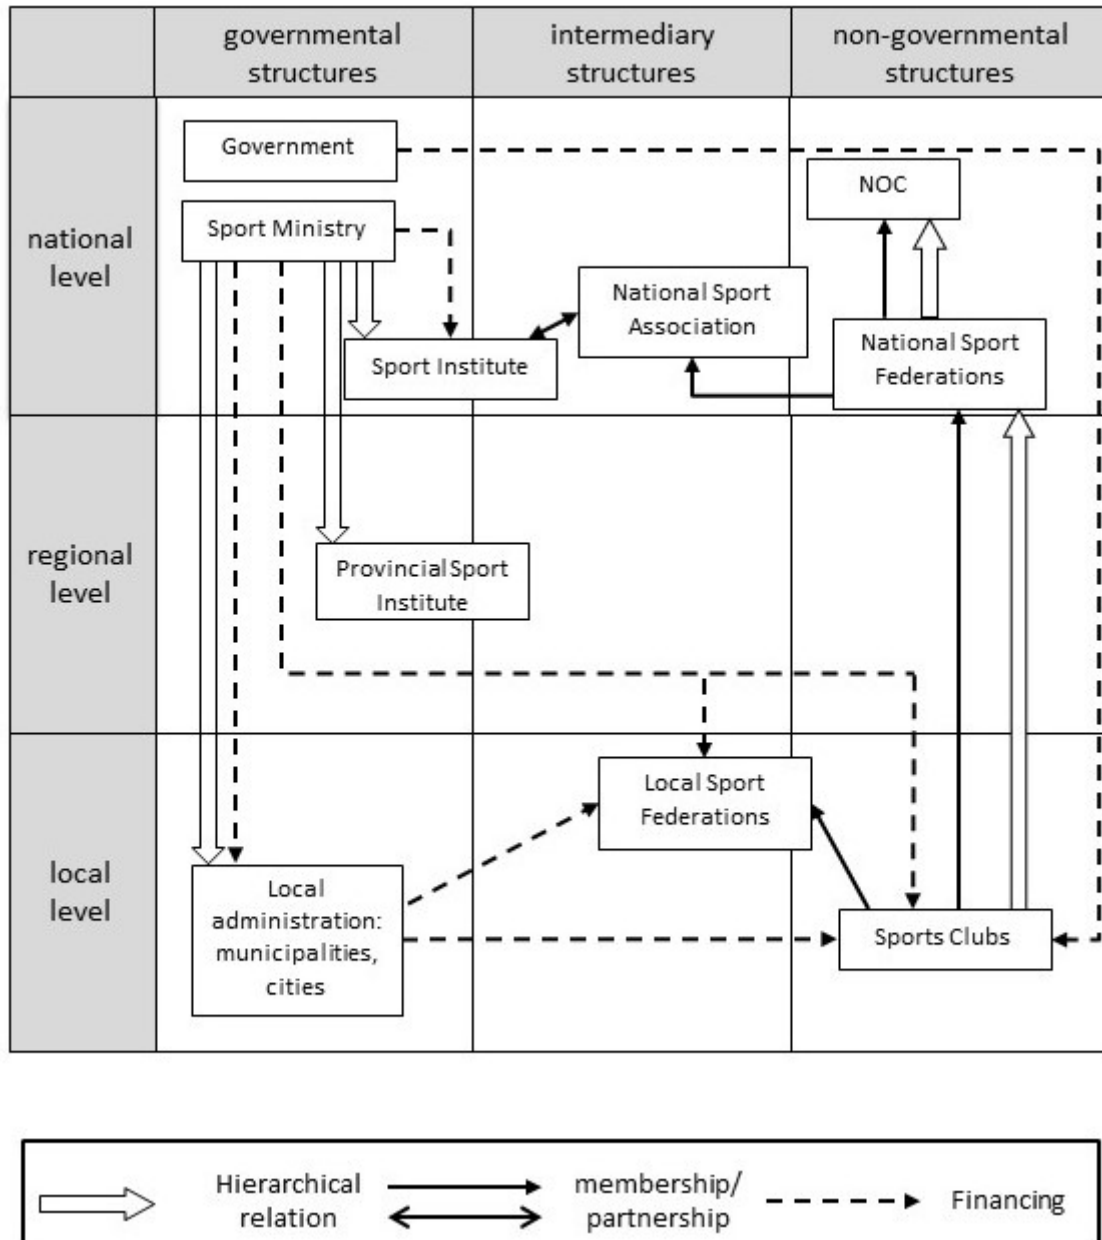 governmental
structures
intermediary
structures
non-governmental
structures
national
level
Government
Sport Ministry
NOC
National Sport
Association
Sport Institute
National Sport
Federations
regional
level
Provincial Sport
Institute
local
level
Local Sport
Federations
Local
administration:
municipalities,
cities
Sports Clubs
Hierarchical
relation
membership/
partnership
Financing